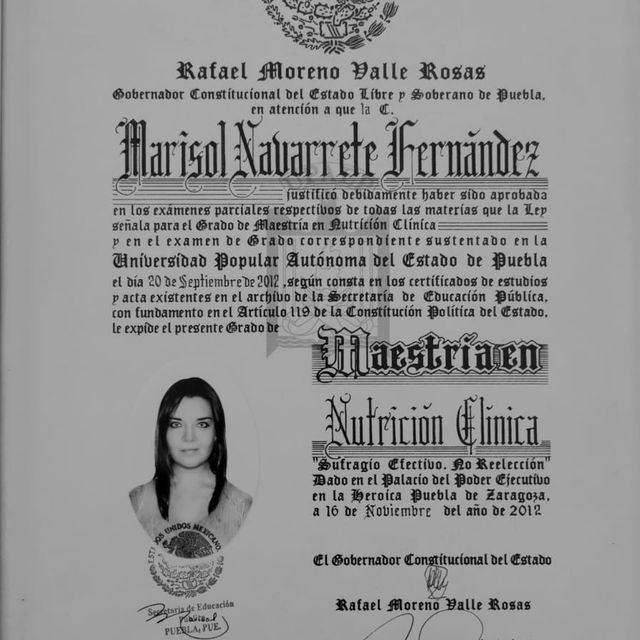 Rafael Moreno Valle Rosas
Gobernador Constitucional del Estado Libre y Soberano de Puebla,
en atención a que la C.
Marisol Navarrete Fernández
justificó debidamente haber sido aprobada
en los exámenes parciales respectivos de todas las materias que la Ley
señala para el Grado de Maestría en Nutrición Clínica
y en el examen de Grado correspondiente sustentado en la
Universidad Popular Autónoma del Estado de Puebla
el día 20 de Septiembre de 2012, según consta en los certificados de estudios
y acta existentes en el archivo de la Secretaría de Educación Pública,
con fundamento en el Artículo 119 de la Constitución Política del Estado,
le expide el presente Grado de
Maestría en
Nutrición Clínica
"Sufragio Efectivo. No Reelección"
Dado en el Palacio del Poder Ejecutivo
en la Heroica Puebla de Zaragoza,
a 16 de Noviembre del año de 2012
ESTADOS UNIDOS MEXICANOS
El Gobernador Constitucional del Estado
Secretaría de Educación
Rafael Moreno Valle Rosas
PUEBLA, PUE.